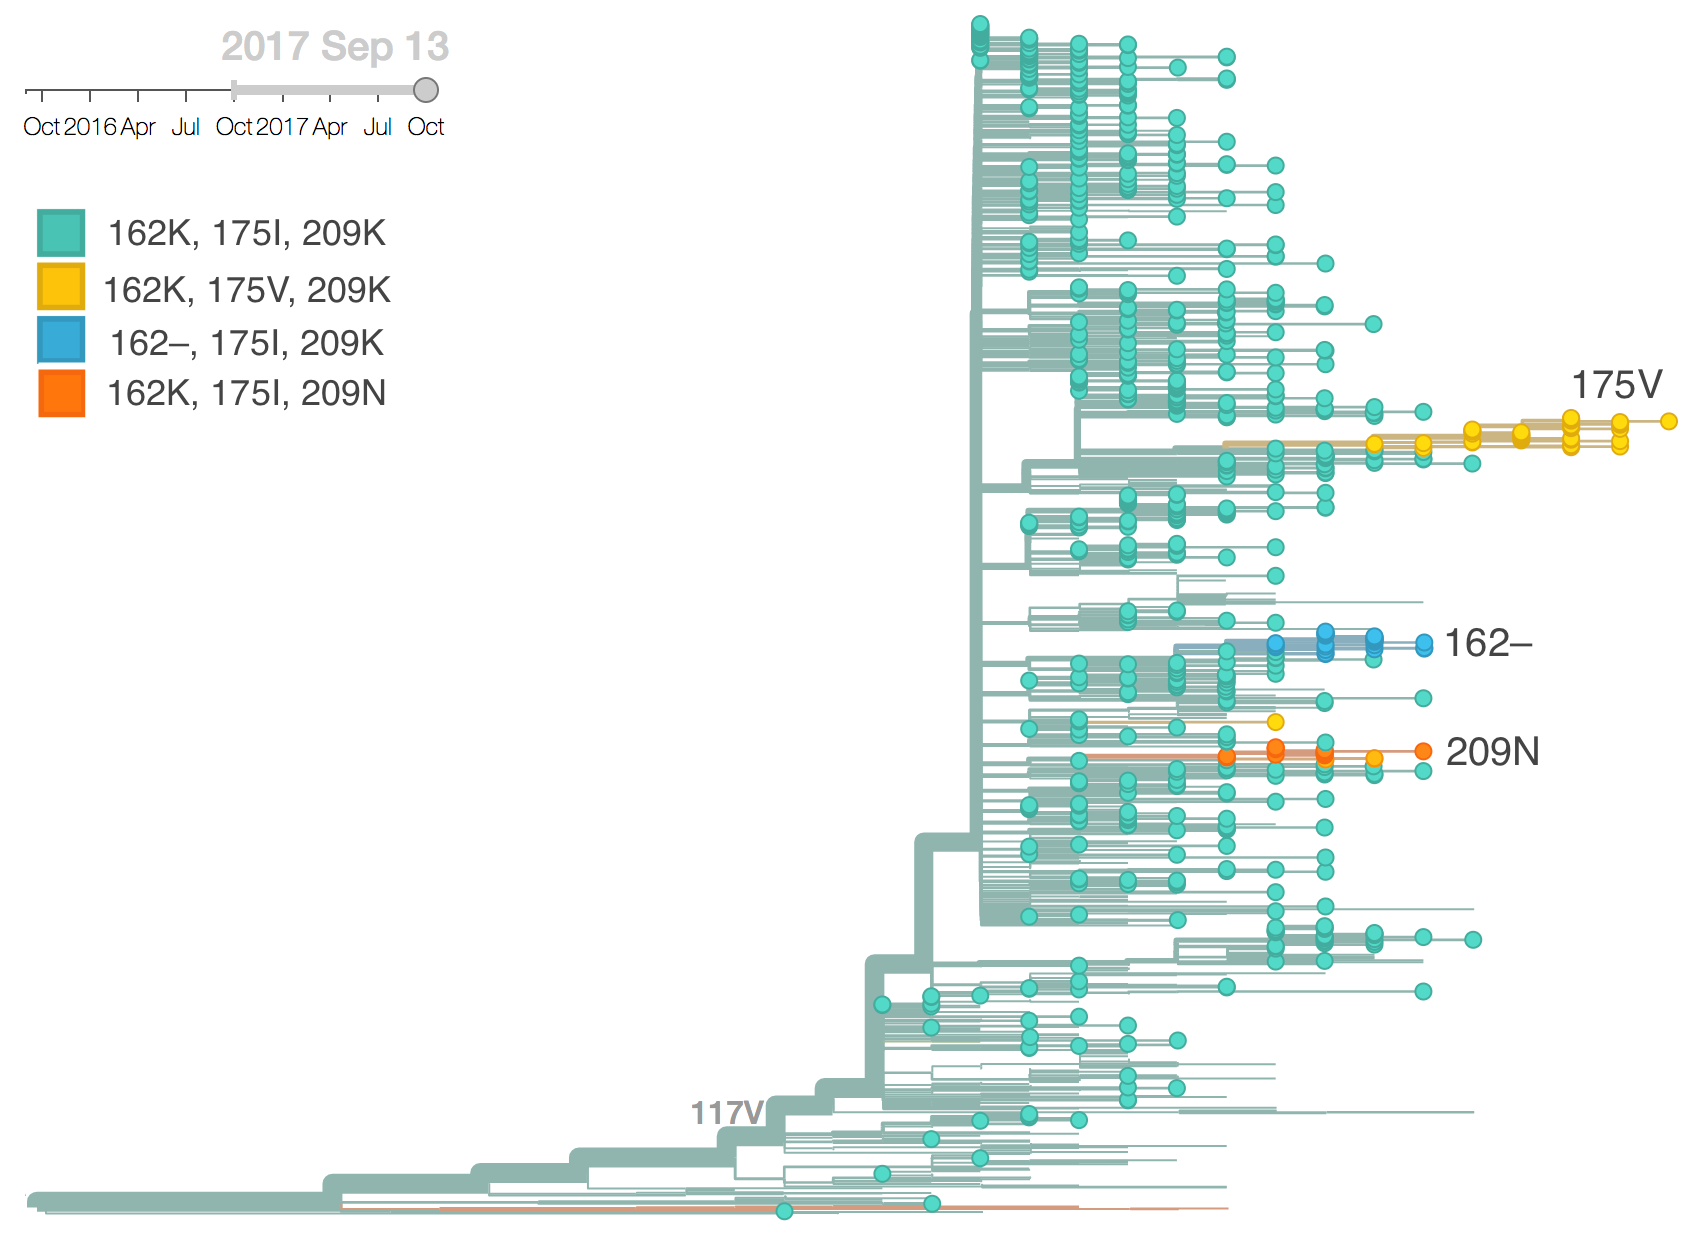 2017 Sep 13
Oct 2016 Apr Jul Oct 2017 Apr Jul Oct
162K, 175I, 209K
162K, 175V, 209K
162–, 175I, 209K
162K, 175I, 209N
175V
162–
209N
117V